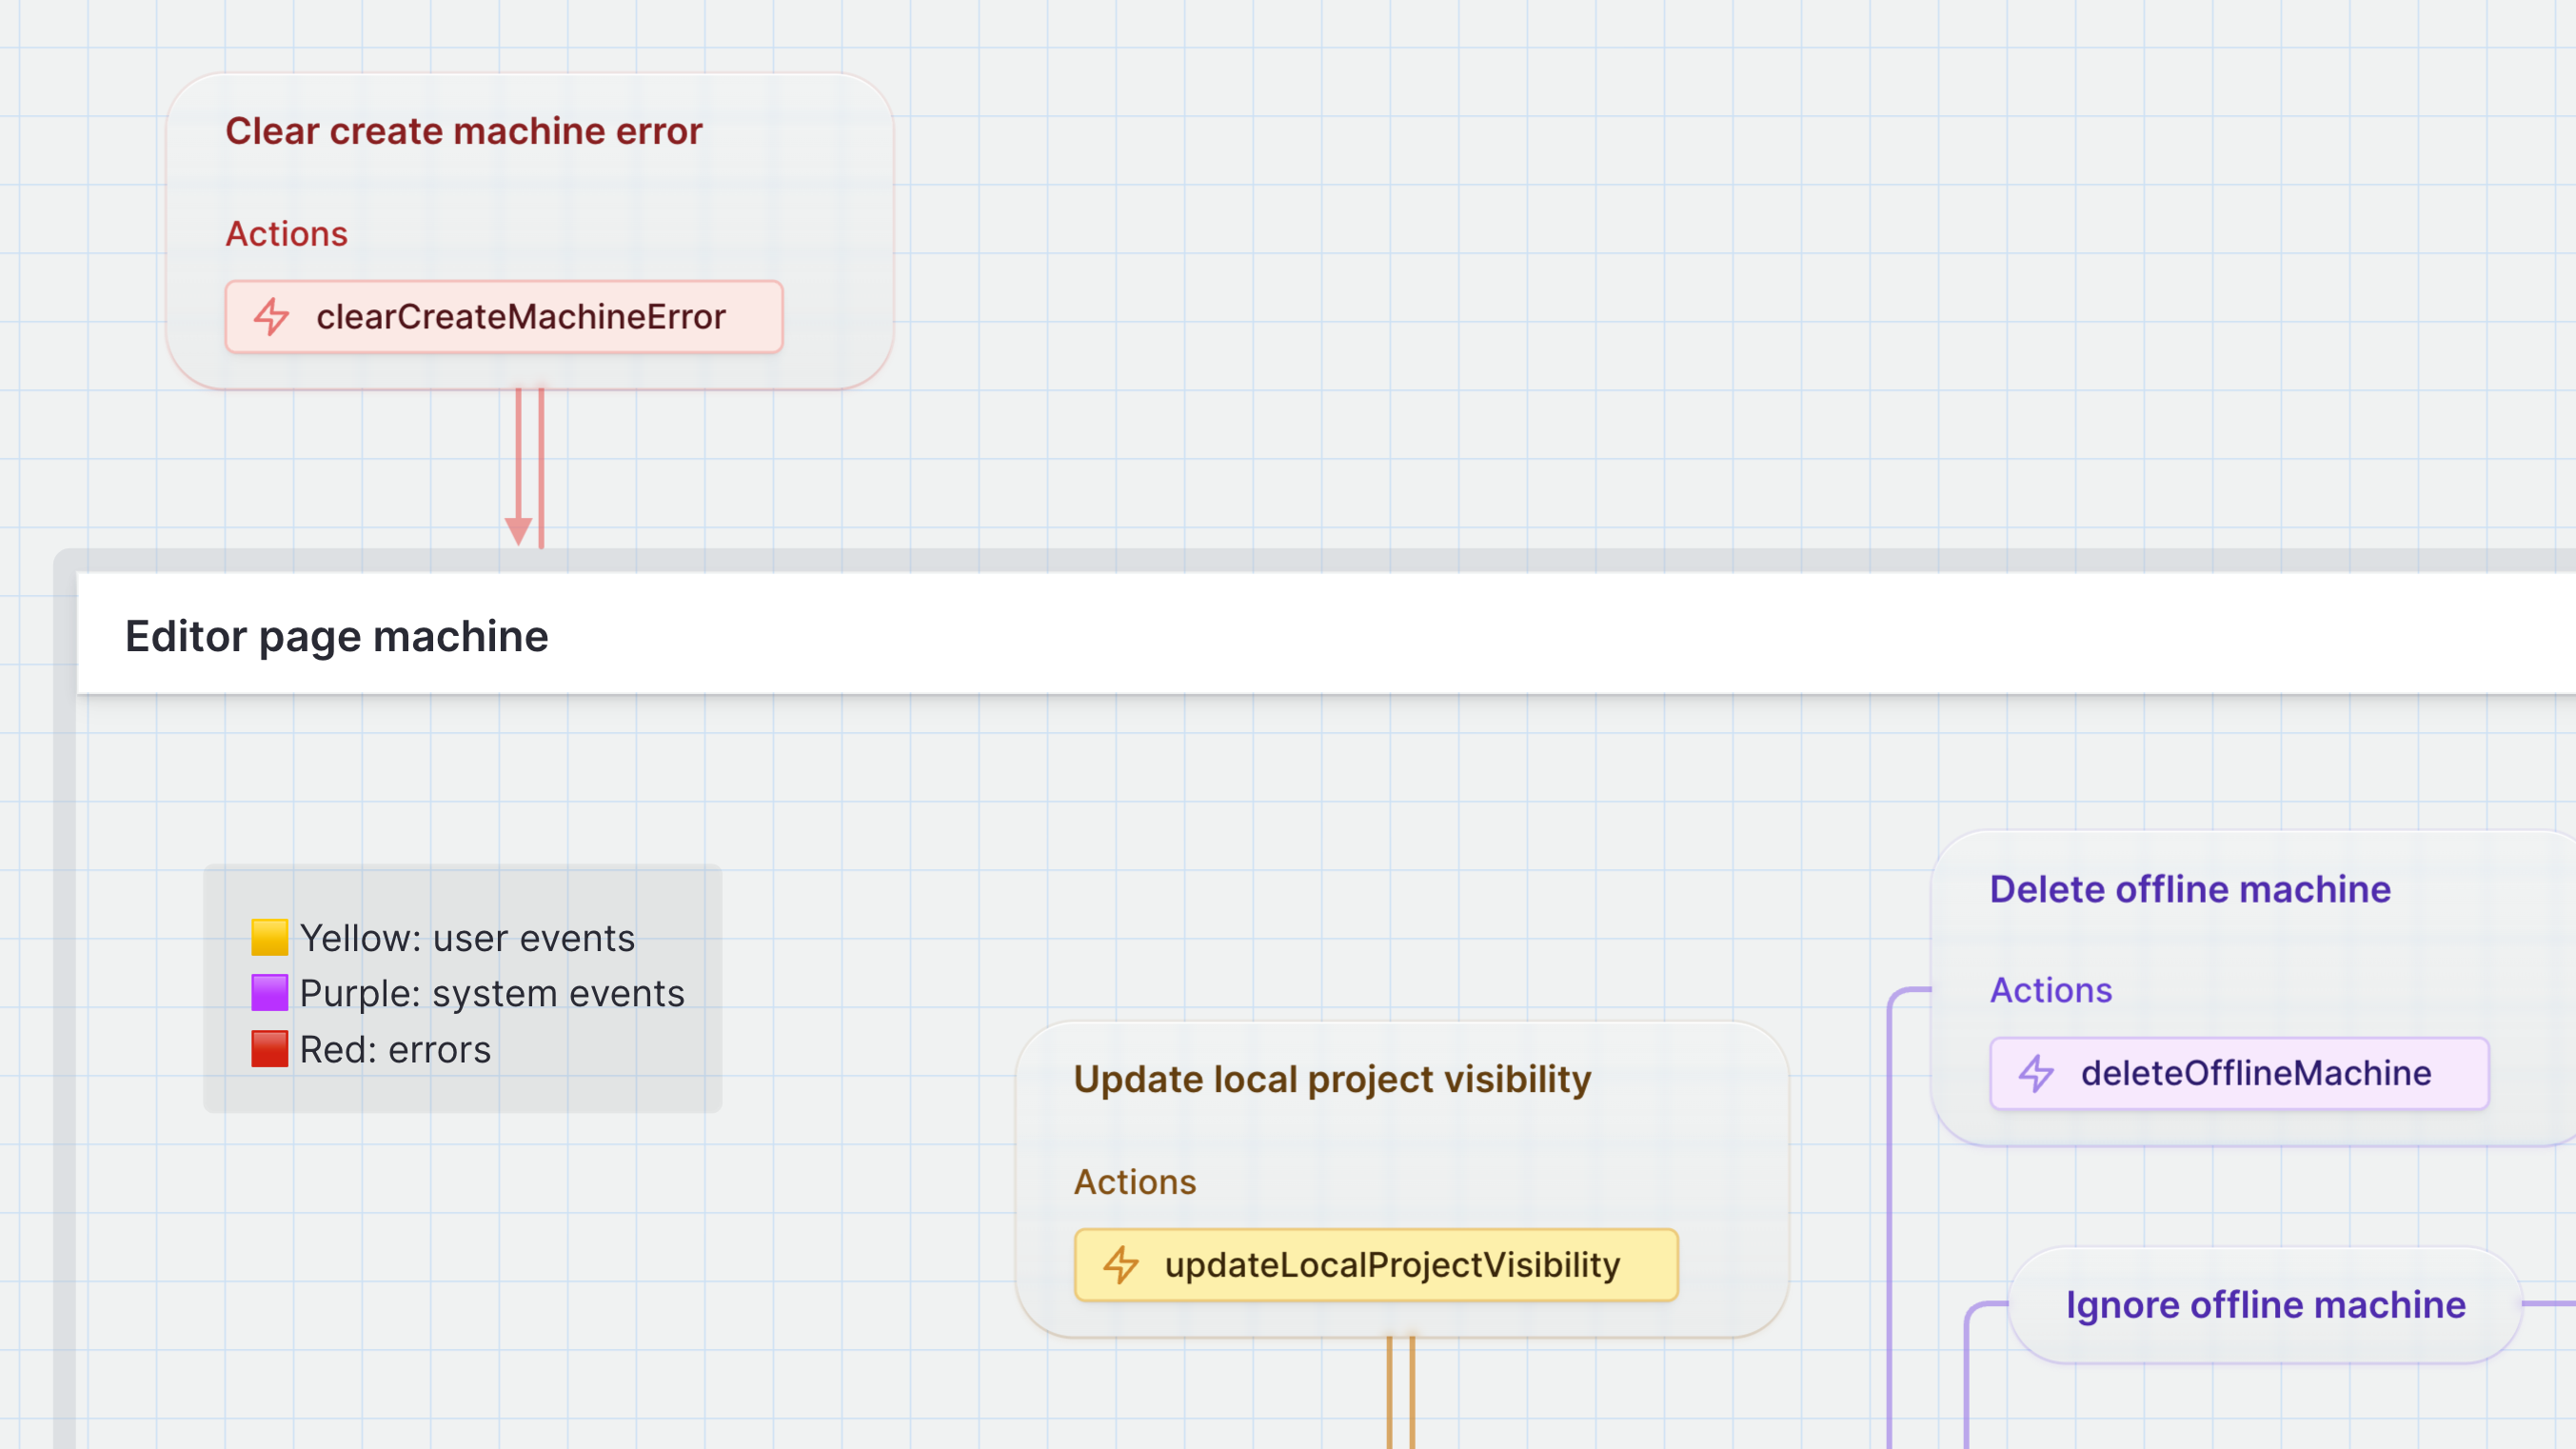 Clear create machine error
Actions
clearCreateMachineError
Editor page machine
Yellow: user events
Purple: system events
Red: errors
Update local project visibility
Actions
updateLocalProjectVisibility
Delete offline machine
Actions
deleteOfflineMachine
Ignore offline machine